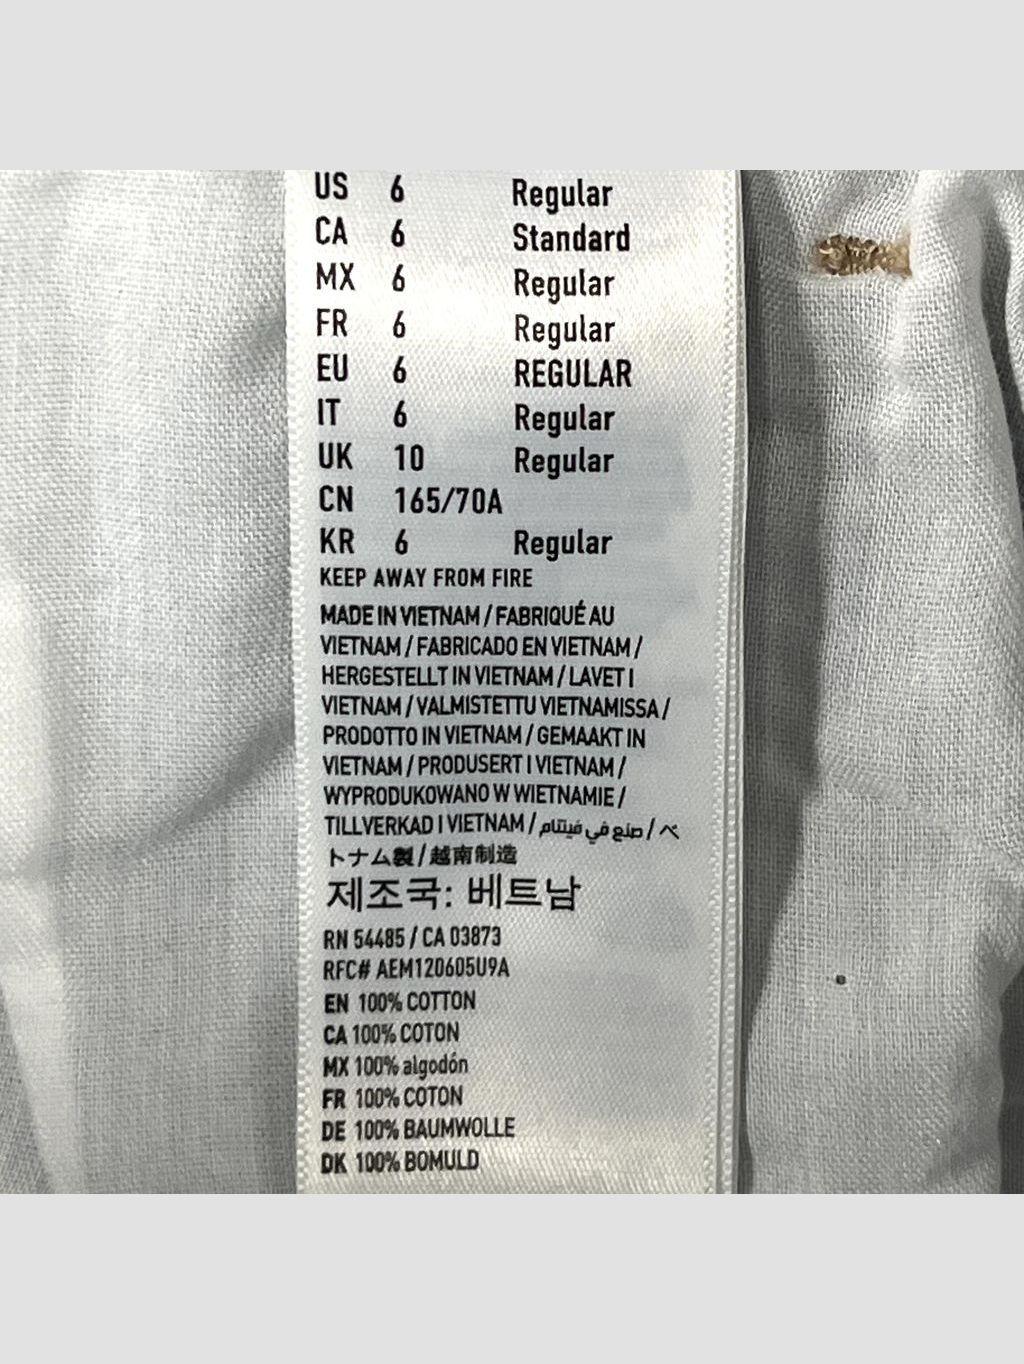 US 6 Regular
CA 6 Standard
MX 6 Regular
FR 6 Regular
EU 6 REGULAR
IT 6 Regular
UK 10 Regular
CN 165/70A
KR 6 Regular
KEEP AWAY FROM FIRE
MADE IN VIETNAM / FABRIQUÉ AU
VIETNAM / FABRICADO EN VIETNAM /
HERGESTELLT IN VIETNAM / LAVET I
VIETNAM / VALMISTETTU VIETNAMISSA /
PRODOTTO IN VIETNAM / GEMAAKT IN
VIETNAM / PRODUSERT I VIETNAM /
WYPRODUKOWANO W WIETNAMIE /
TILLVERKAD I VIETNAM / صنع في فيتنام / ベ
トナム製 / 越南制造
제조국: 베트남
RN 54485 / CA 03873
RFC# AEM120605U9A
EN 100% COTTON
CA 100% COTON
MX 100% algodón
FR 100% COTON
DE 100% BAUMWOLLE
DK 100% BOMULD